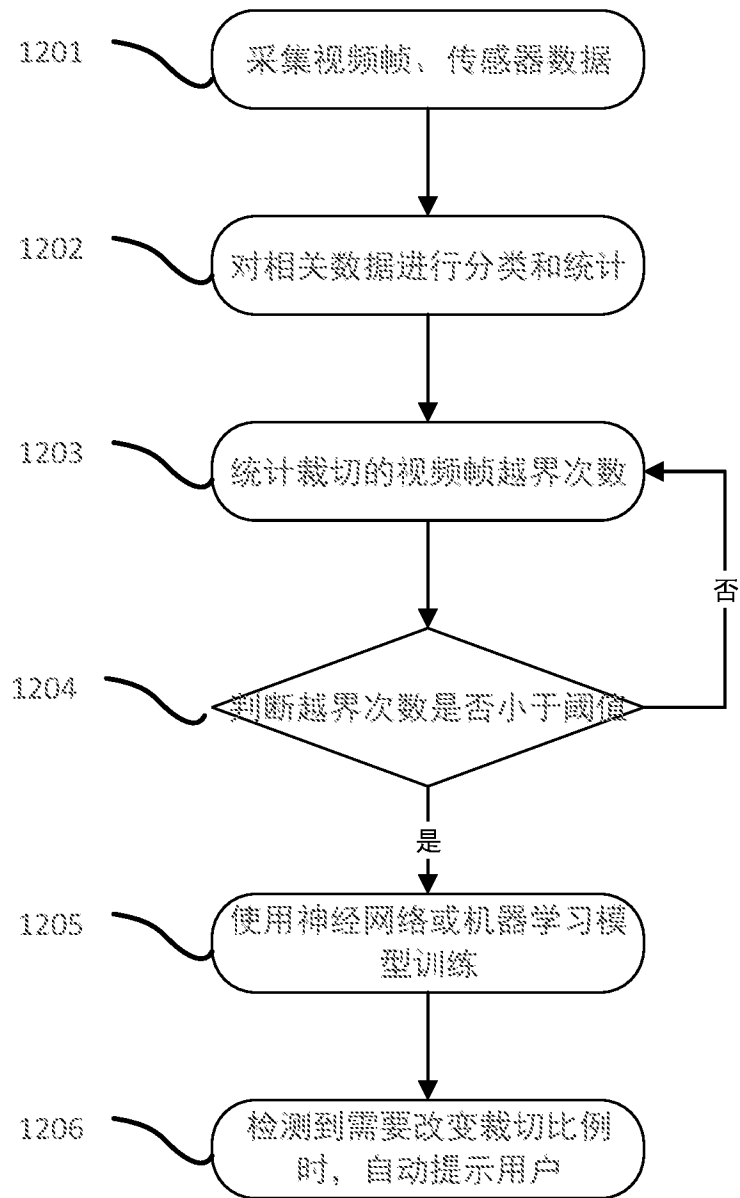 1201
采集视频帧、传感器数据
1202
对相关数据进行分类和统计
1203
统计裁切的视频帧越界次数
否
1204
判断越界次数是否小于阈值
是
1205
使用神经网络或机器学习模
型训练
1206
检测到需要改变裁切比例
时，自动提示用户